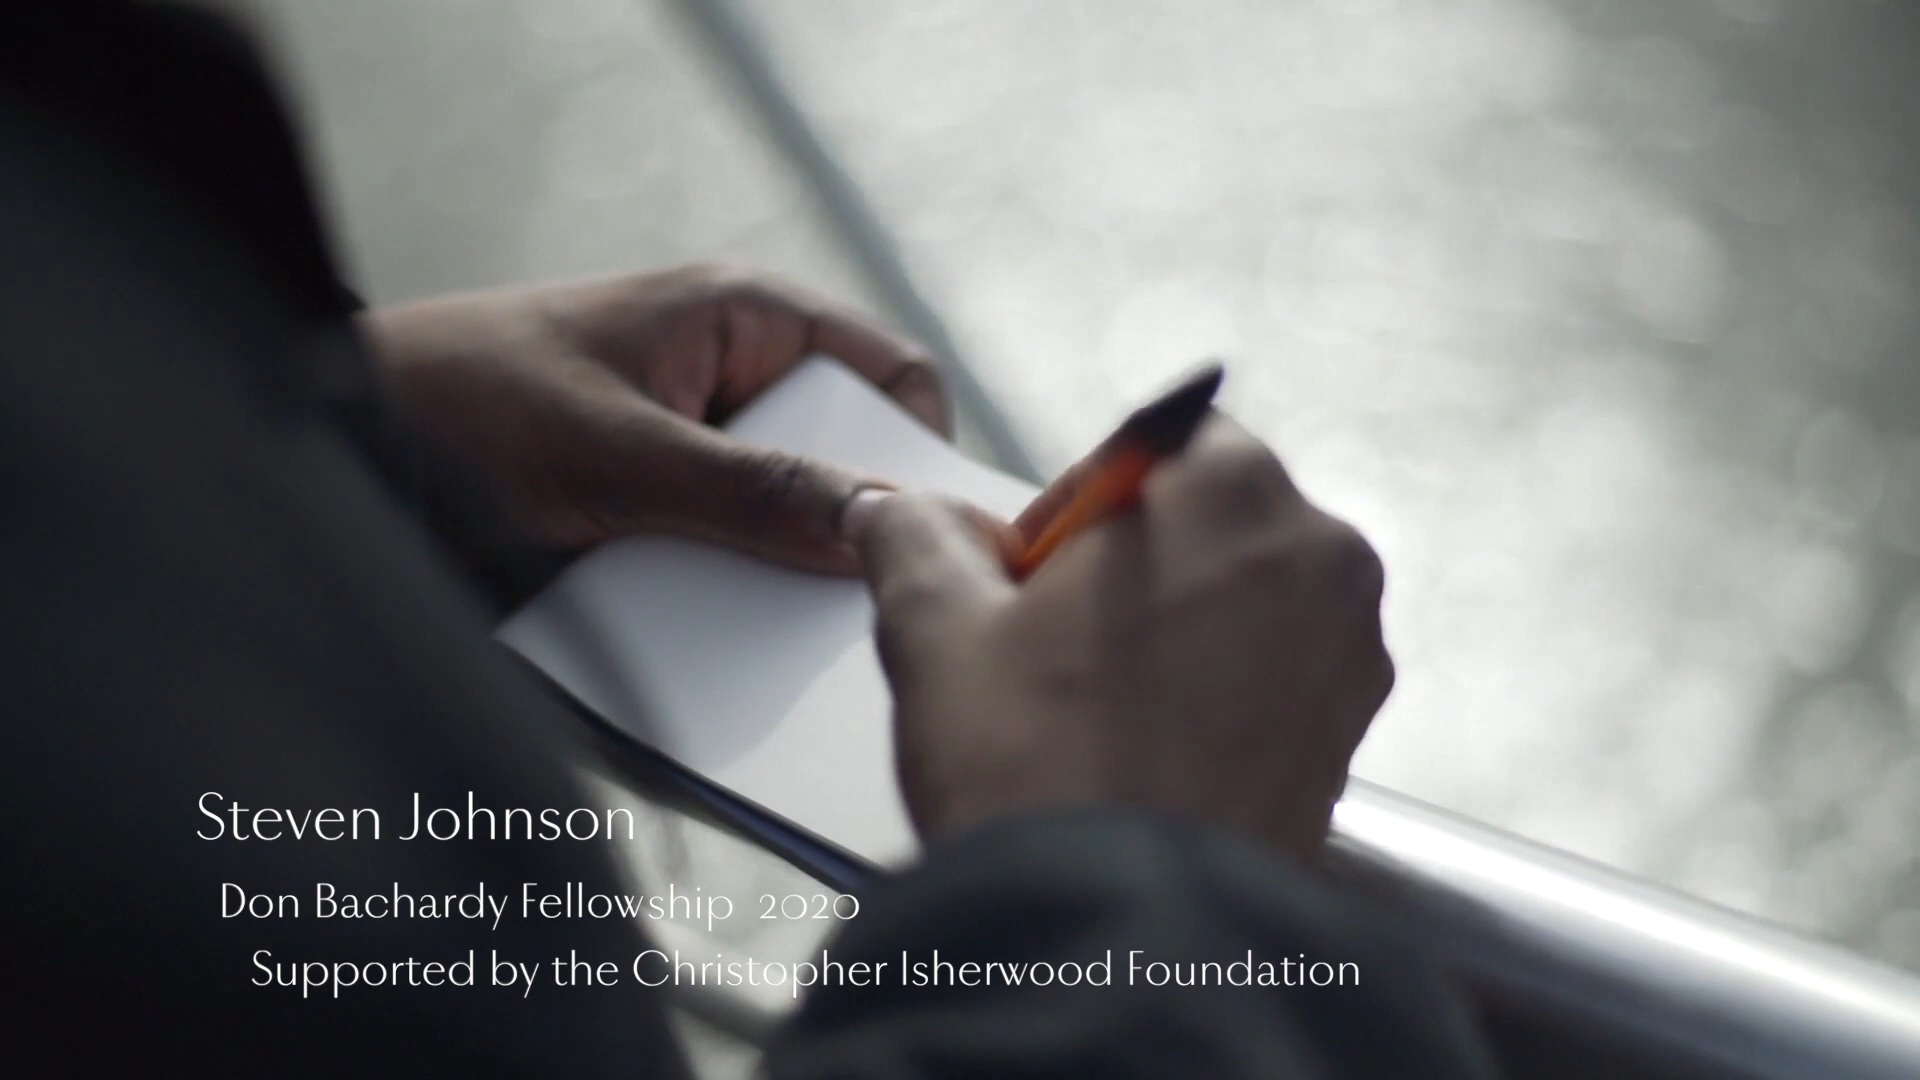 Steven Johnson
Don Bachardy Fellowship 2020
Supported by the Christopher Isherwood Foundation